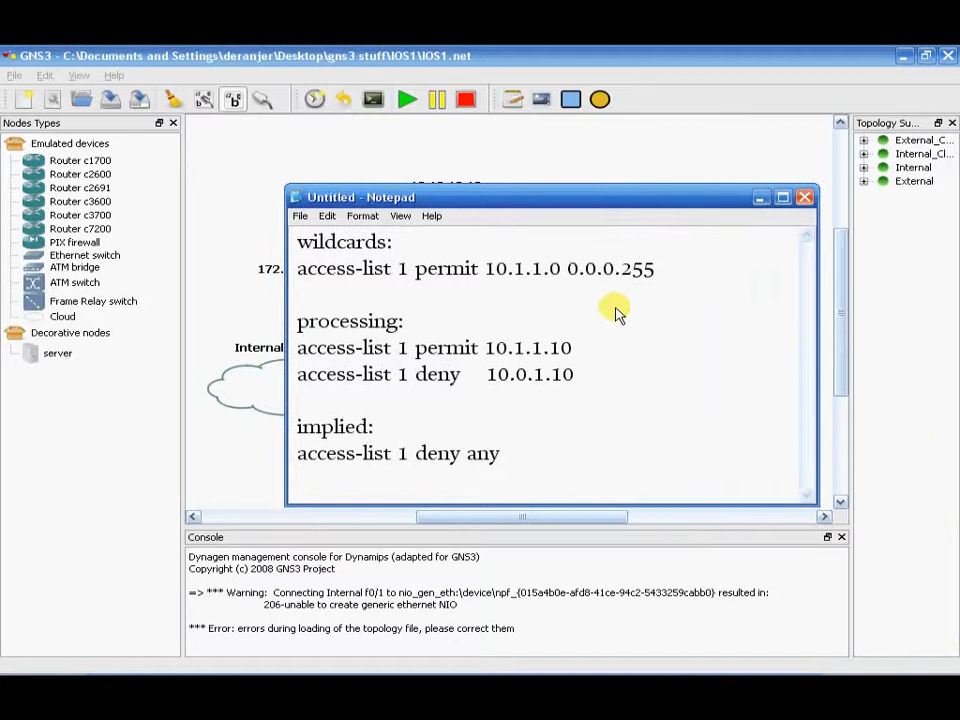 GNS3 - C:\Documents and Settings\deranjer\Desktop\gns3 stuff\IOS1\IOS1.net
File Edit View Help
Nodes Types
Emulated devices
Router c1700
Router c2600
Router c2691
Router c3600
Router c3700
Router c7200
PIX firewall
Ethernet switch
ATM bridge
ATM switch
Frame Relay switch
Cloud
Decorative nodes
server
172.
Internal
Untitled - Notepad
File Edit Format View Help
wildcards:
access-list 1 permit 10.1.1.0 0.0.0.255
processing:
access-list 1 permit 10.1.1.10
access-list 1 deny 10.0.1.10
implied:
access-list 1 deny any
Topology Su...
External_C...
Internal_Cl...
Internal
External
Console
Dynagen management console for Dynamips (adapted for GNS3)
Copyright (c) 2008 GNS3 Project
=> *** Warning: Connecting Internal f0/1 to nio_gen_eth:\device\npf_{015a4b0e-afd8-41ce-94c2-5433259cabb0} resulted in:
206-unable to create generic ethernet NIO
*** Error: errors during loading of the topology file, please correct them